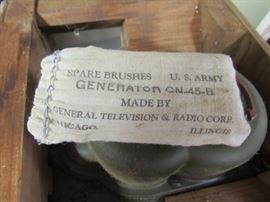 SPARE BRUSHES U. S. ARMY
GENERATOR GN-45-B
MADE BY
GENERAL TELEVISION & RADIO CORP.
CHICAGO, ILLINOIS